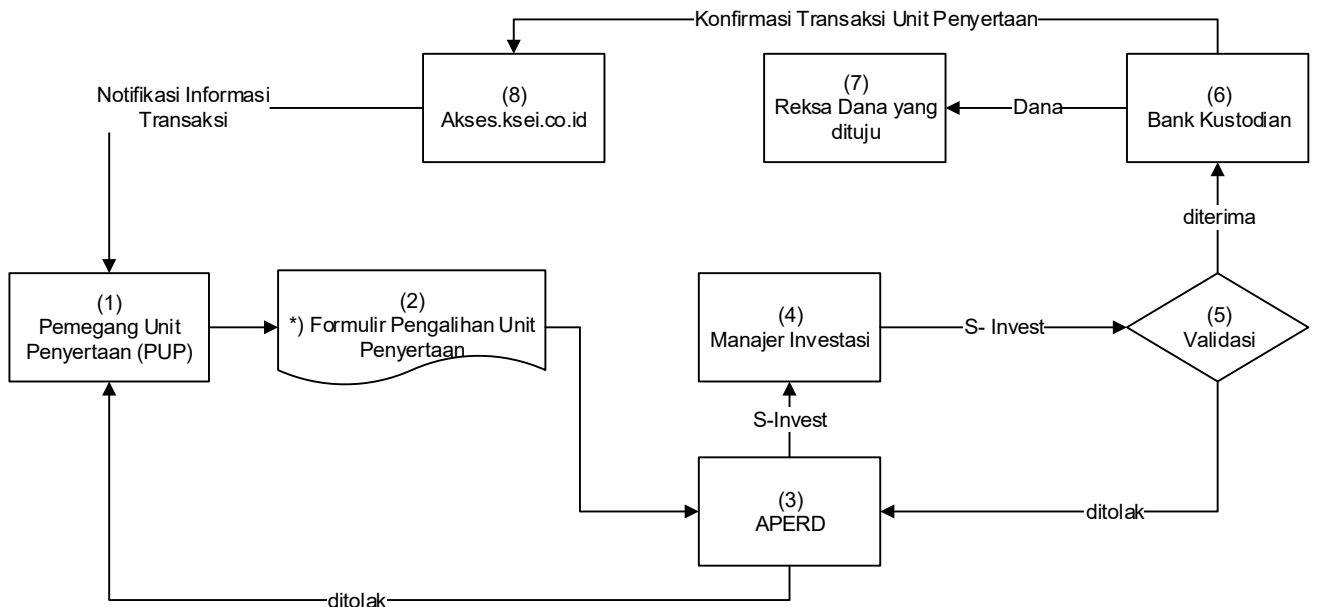 Konfirmasi Transaksi Unit Penyertaan
(8)
Akses.ksei.co.id
(7)
Reksa Dana yang
dituju
Dana
(6)
Bank Kustodian
Notifikasi Informasi
Transaksi
diterima
(1)
Pemegang Unit
Penyertaan (PUP)
(2)
*) Formulir Pengalihan Unit
Penyertaan
(4)
Manajer Investasi
S- Invest
(5)
Validasi
S-Invest
(3)
APERD
ditolak
ditolak